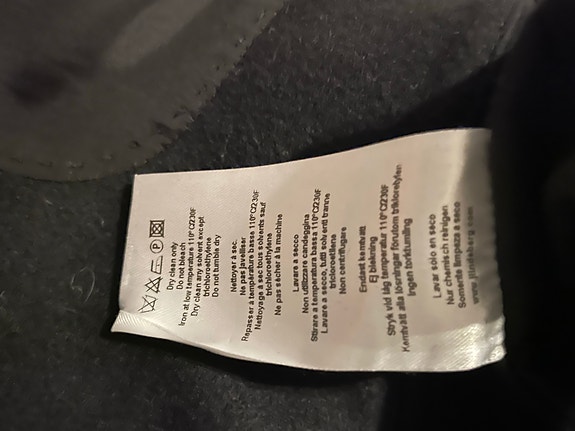 P
Dry clean only
Do not bleach
Iron at low temperature 110°C/230F
Dry clean any solvent except
trichloroethylene
Do not tumble dry
Nettoyer à sec.
Ne pas javelliser
Repasser à température basse 110°C/230F
Nettoyage à sec tous solvents sauf
trichloroethylene
Ne pas sécher à la machine
Lavare a secco
Non utilizzare candeggina
Stirare a temperatura bassa 110°C/230F
Lavare a secco, tutti solventi tranne
tricloroetilene
Non centrifugare
Endast kemtvätt
Ej blekning
Stryk vid låg temperatur 110°C/230F
Kemtvätt alla lösningar förutom trikloretylen
Ingen torktumling
Lavar solo en seco
Nur chemisch reinigen
Somente limpiza à seco
www.jlindeberg.com